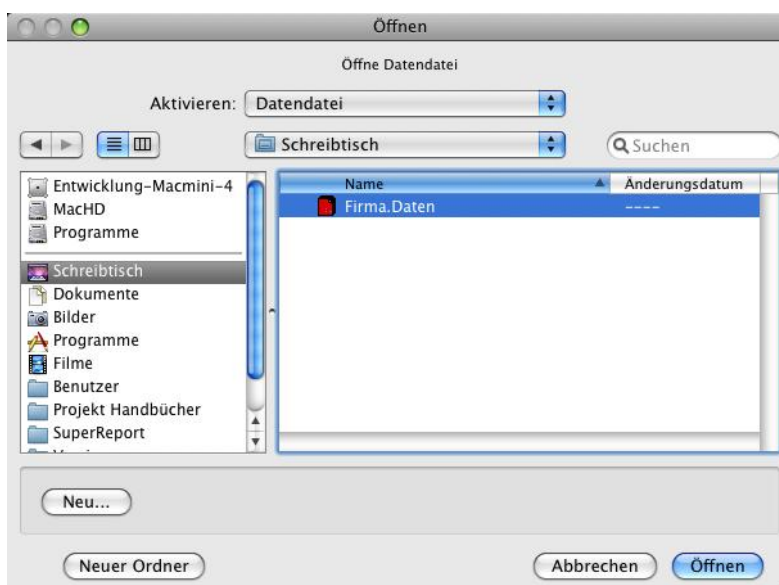 Öffnen
Öffne Datendatei
Aktivieren: Datendatei
Schreibtisch
Suchen
Entwicklung-Macmini-4
MacHD
Programme
Schreibtisch
Dokumente
Bilder
Programme
Filme
Benutzer
Projekt Handbücher
SuperReport
Name Änderungsdatum
Firma.Daten ----
Neu...
Neuer Ordner Abbrechen Öffnen